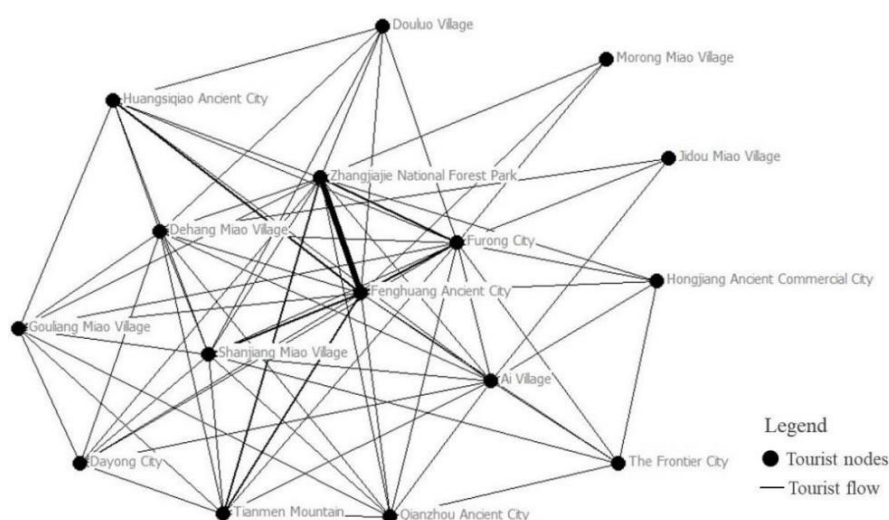 Douluo Village
Morong Miao Village
Huangsiqiao Ancient City
Jidou Miao Village
Zhangjiajie National Forest Park
Dehang Miao Village
Furong City
Hongjiang Ancient Commercial City
Fenghuang Ancient City
Gouliang Miao Village
Shanjiang Miao Village
Ai Village
Legend
Dayong City
The Frontier City
Tourist nodes
Tourist flow
Tianmen Mountain
Qianzhou Ancient City